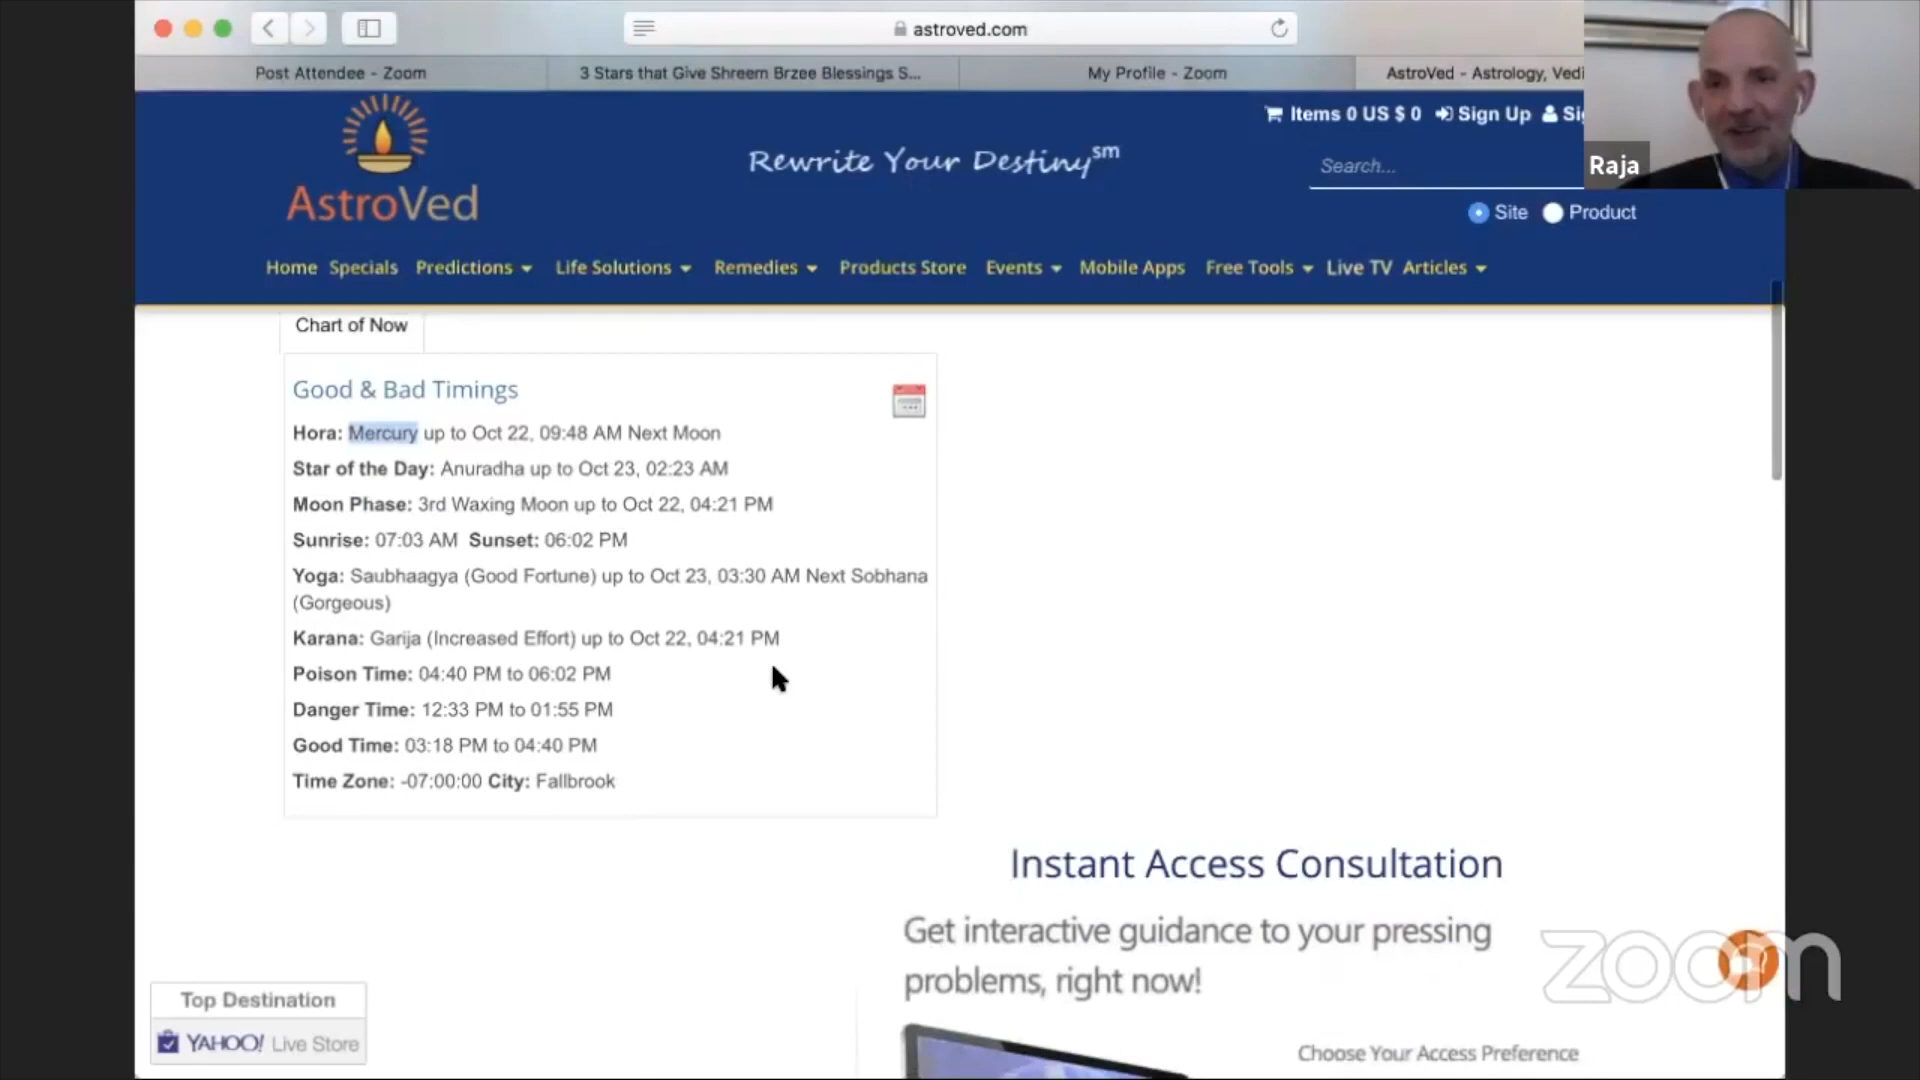 astroved.com
Post Attendee - Zoom
3 Stars that Give Shreem Brzee Blessings S...
My Profile - Zoom
AstroVed - Astrology, Vedi
Items 0 US $ 0 Sign Up Si
AstroVed
Rewrite Your Destiny sm
Search...
Raja
Site Product
Home Specials Predictions Life Solutions Remedies Products Store Events Mobile Apps Free Tools Live TV Articles
Chart of Now
Good & Bad Timings
Hora: Mercury up to Oct 22, 09:48 AM Next Moon
Star of the Day: Anuradha up to Oct 23, 02:23 AM
Moon Phase: 3rd Waxing Moon up to Oct 22, 04:21 PM
Sunrise: 07:03 AM Sunset: 06:02 PM
Yoga: Saubhaagya (Good Fortune) up to Oct 23, 03:30 AM Next Sobhana
(Gorgeous)
Karana: Garija (Increased Effort) up to Oct 22, 04:21 PM
Poison Time: 04:40 PM to 06:02 PM
Danger Time: 12:33 PM to 01:55 PM
Good Time: 03:18 PM to 04:40 PM
Time Zone: -07:00:00 City: Fallbrook
Instant Access Consultation
Get interactive guidance to your pressing
problems, right now!
zoom
Top Destination
YAHOO! Live Store
Choose Your Access Preference